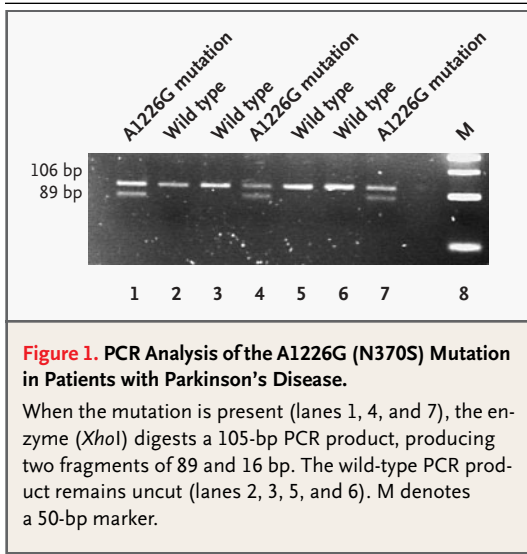 A1226G mutation
Wild type
Wild type
A1226G mutation
Wild type
Wild type
A1226G mutation
M
106 bp
89 bp
1 2 3 4 5 6 7 8
Figure 1. PCR Analysis of the A1226G (N370S) Mutation
in Patients with Parkinson’s Disease.
When the mutation is present (lanes 1, 4, and 7), the en-
zyme (XhoI) digests a 105-bp PCR product, producing
two fragments of 89 and 16 bp. The wild-type PCR prod-
uct remains uncut (lanes 2, 3, 5, and 6). M denotes
a 50-bp marker.